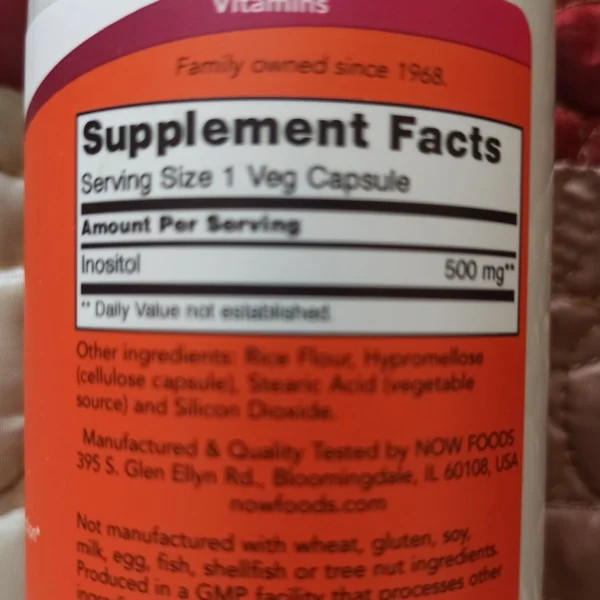 Vitamins
Family owned since 1968.
Supplement Facts
Serving Size 1 Veg Capsule
Amount Per Serving
Inositol 500 mg**
** Daily Value not established.
Other ingredients: Rice Flour, Hypromellose
(cellulose capsule), Stearic Acid (vegetable
source) and Silicon Dioxide.
Manufactured & Quality Tested by NOW FOODS
395 S. Glen Ellyn Rd., Bloomingdale, IL 60108, USA
nowfoods.com
Not manufactured with wheat, gluten, soy,
milk, egg, fish, shellfish or tree nut ingredients.
Produced in a GMP facility that processes other